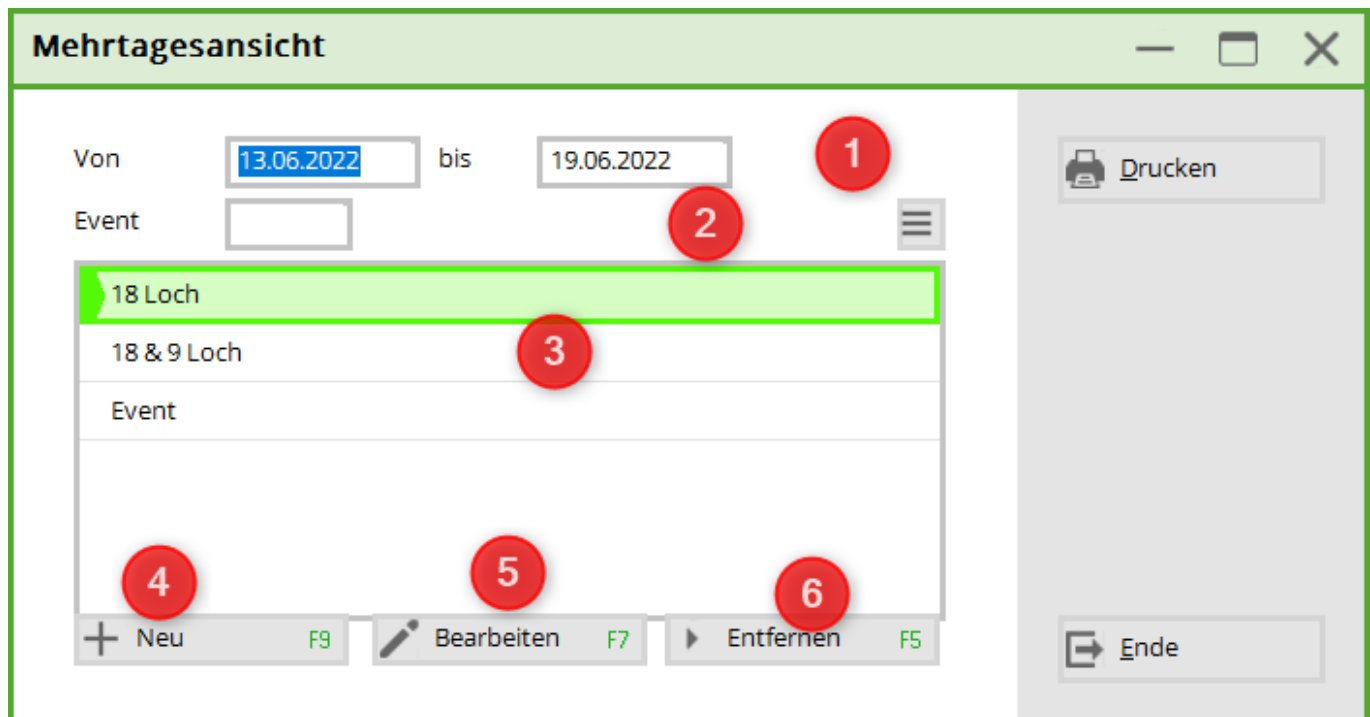 Mehrtagesansicht
Von 13.06.2022 bis 19.06.2022 1
Drucken
Event 2
18 Loch
3
18 & 9 Loch
Event
4 5 6
Neu F9 Bearbeiten F7 Entfernen F5
Ende